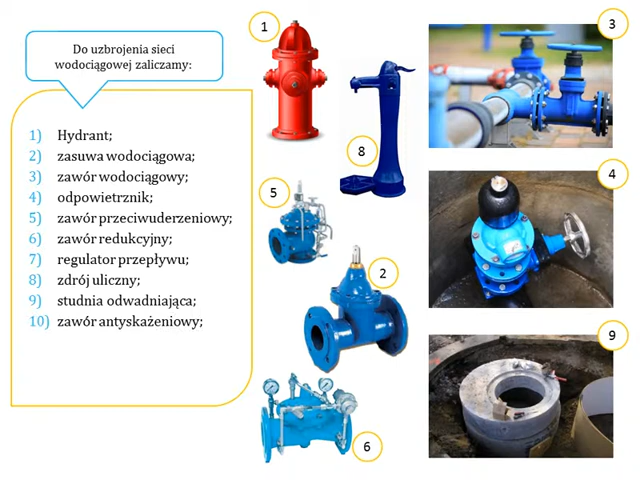 Do uzbrojenia sieci
wodociągowej zaliczamy:
1) Hydrant;
2) zasuwa wodociągowa;
3) zawór wodociągowy;
4) odpowietrznik;
5) zawór przeciwuderzeniowy;
6) zawór redukcyjny;
7) regulator przepływu;
8) zdrój uliczny;
9) studnia odwadniająca;
10) zawór antyskażeniowy;
1
3
8
4
5
2
9
6